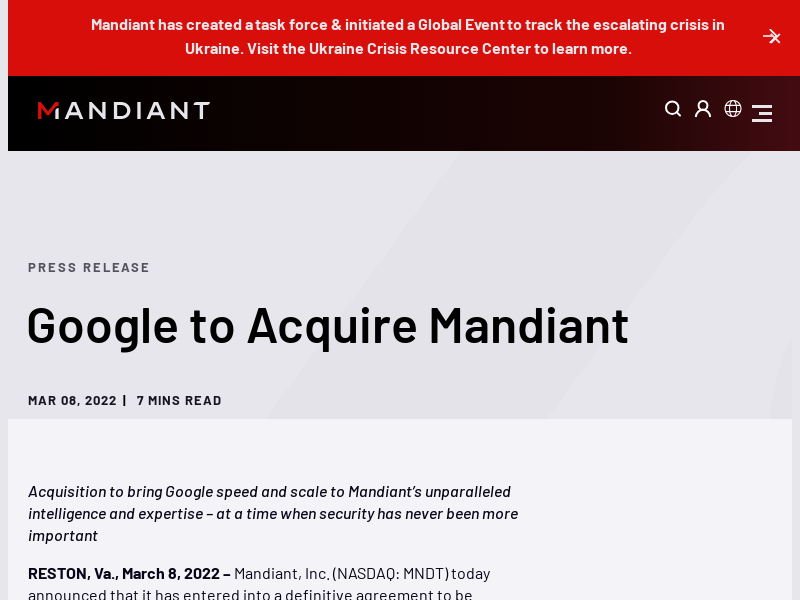 Mandiant has created a task force & initiated a Global Event to track the escalating crisis in
Ukraine. Visit the Ukraine Crisis Resource Center to learn more.
MANDIANT
PRESS RELEASE
Google to Acquire Mandiant
MAR 08, 2022 | 7 MINS READ
Acquisition to bring Google speed and scale to Mandiant’s unparalleled
intelligence and expertise – at a time when security has never been more
important
RESTON, Va., March 8, 2022 – Mandiant, Inc. (NASDAQ: MNDT) today
announced that it has entered into a definitive agreement to be